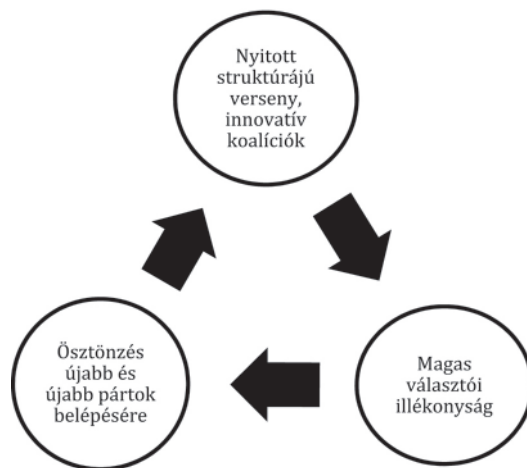 Nyitott
struktúrájú
verseny,
innovatív
koalíciók
Magas
választói
illékonyság
Ösztönzés
újabb és
újabb pártok
belépésére